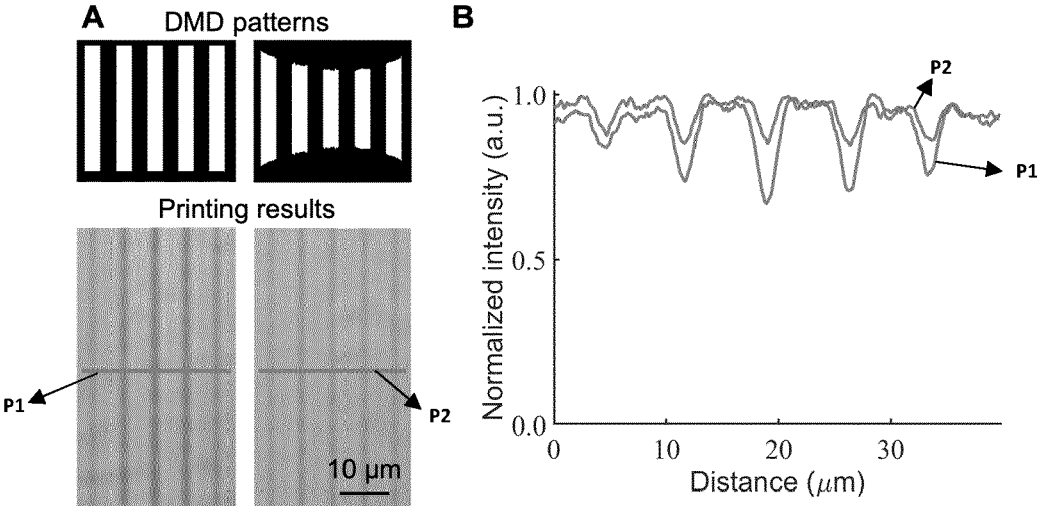 A
DMD patterns
Printing results
P1
P2
10 μm
B
P2
P1
Normalized intensity (a.u.)
1.0
0.5
0.0
0
10
20
30
Distance (μm)